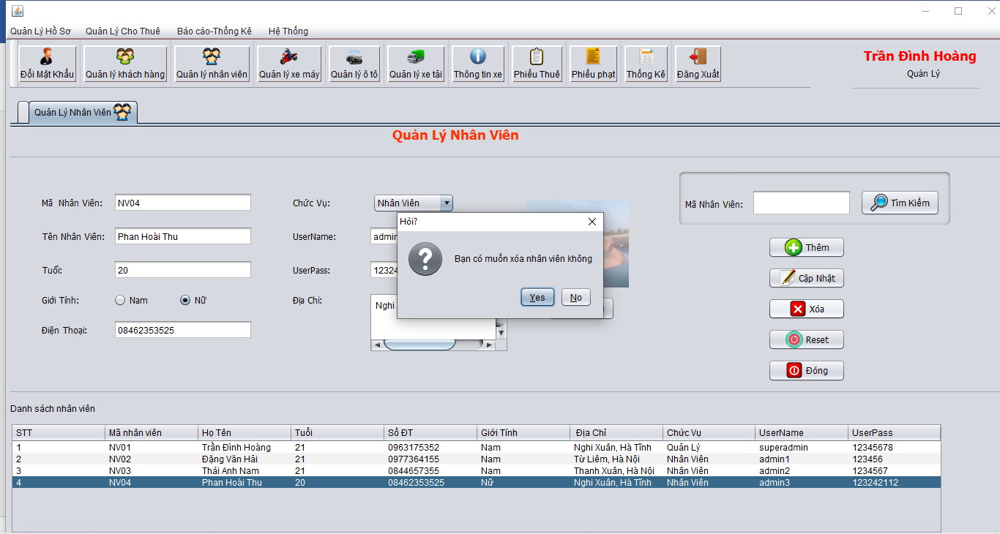 Quản Lý Hồ Sơ Quản Lý Cho Thuê Báo cáo-Thống Kê Hệ Thống
Đổi Mật Khẩu Quản lý khách hàng Quản lý nhân viên Quản lý xe máy Quản lý ô tô Quản lý xe tải Thông tin xe Phiếu Thuê Phiếu phạt Thống Kê Đăng Xuất
Trần Đình Hoàng
Quản Lý
Quản Lý Nhân Viên
Quản Lý Nhân Viên
Mã Nhân Viên: NV04 Chức Vụ: Nhân Viên
Mã Nhân Viên: Tìm Kiếm
Hỏi?
Tên Nhân Viên: Phan Hoài Thu UserName: admin
Bạn có muốn xóa nhân viên không
Yes No
Tuổi: 20 UserPass: 12324
Giới Tính: Nam Nữ Địa Chỉ: Nghi
Điện Thoại: 08462353525
Thêm
Cập Nhật
Xóa
Reset
Đóng
Danh sách nhân viên
STT Mã nhân viên Họ Tên Tuổi Số ĐT Giới Tính Địa Chỉ Chức Vụ UserName UserPass
1 NV01 Trần Đình Hoàng 21 0963175352 Nam Nghi Xuân, Hà Tĩnh Quản Lý superadmin 12345678
2 NV02 Đặng Văn Hải 21 0977364155 Nam Từ Liêm, Hà Nội Nhân Viên admin1 123456
3 NV03 Thái Anh Nam 21 0844657355 Nam Thanh Xuân, Hà Nội Nhân Viên admin2 1234567
4 NV04 Phan Hoài Thu 20 08462353525 Nữ Nghi Xuân, Hà Tĩnh Nhân Viên admin3 123242112